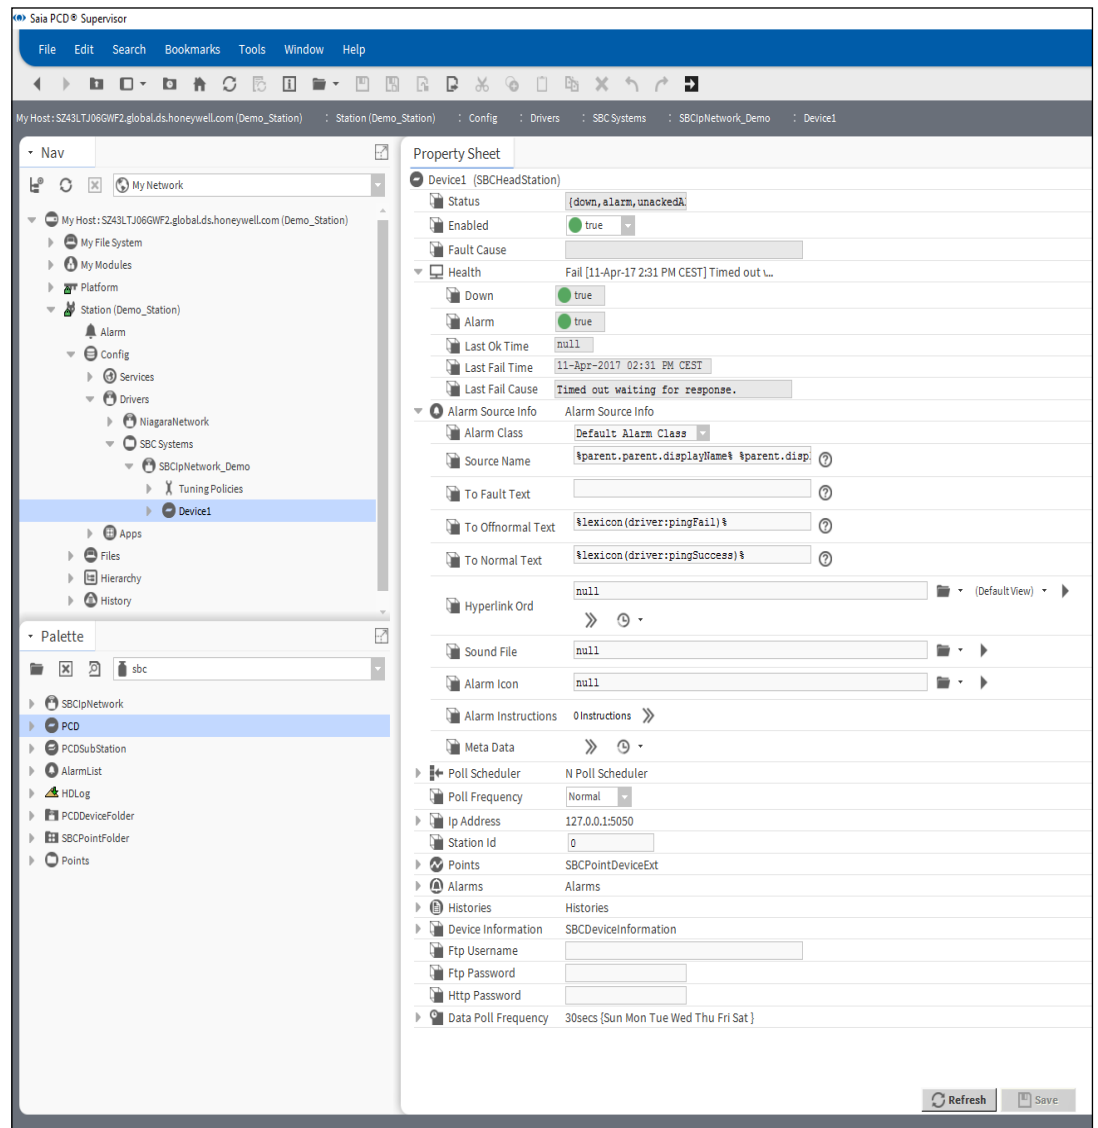 Saia PCD® Supervisor
File Edit Search Bookmarks Tools Window Help
My Host : SZ43LTJ06GWF2.global.ds.honeywell.com (Demo_Station) : Station (Demo_Station) : Config : Drivers : SBC Systems : SBCIpNetwork_Demo : Device1
Nav
My Network
My Host : SZ43LTJ06GWF2.global.ds.honeywell.com (Demo_Station)
My File System
My Modules
Platform
Station (Demo_Station)
Alarm
Config
Services
Drivers
NiagaraNetwork
SBC Systems
SBCIpNetwork_Demo
Tuning Policies
Device1
Apps
Files
Hierarchy
History
Palette
sbc
SBCIpNetwork
PCD
PCDSubStation
AlarmList
HDLog
PCDDeviceFolder
SBCPointFolder
Points
Property Sheet
Device1 (SBCHeadStation)
Status {down,alarm,unackedA
Enabled true
Fault Cause
Health Fail [11-Apr-17 2:31 PM CEST] Timed out w...
Down true
Alarm true
Last Ok Time null
Last Fail Time 11-Apr-2017 02:31 PM CEST
Last Fail Cause Timed out waiting for response.
Alarm Source Info Alarm Source Info
Alarm Class Default Alarm Class
Source Name %parent.parent.displayName% %parent.disp
To Fault Text
To Offnormal Text %lexicon(driver:pingFail)%
To Normal Text %lexicon(driver:pingSuccess)%
Hyperlink Ord null (Default View)
Sound File null
Alarm Icon null
Alarm Instructions 0 Instructions
Meta Data
Poll Scheduler N Poll Scheduler
Poll Frequency Normal
Ip Address 127.0.0.1:5050
Station Id 0
Points SBCPointDeviceExt
Alarms Alarms
Histories Histories
Device Information SBCDeviceInformation
Ftp Username
Ftp Password
Http Password
Data Poll Frequency 30secs {Sun Mon Tue Wed Thu Fri Sat }
Refresh Save